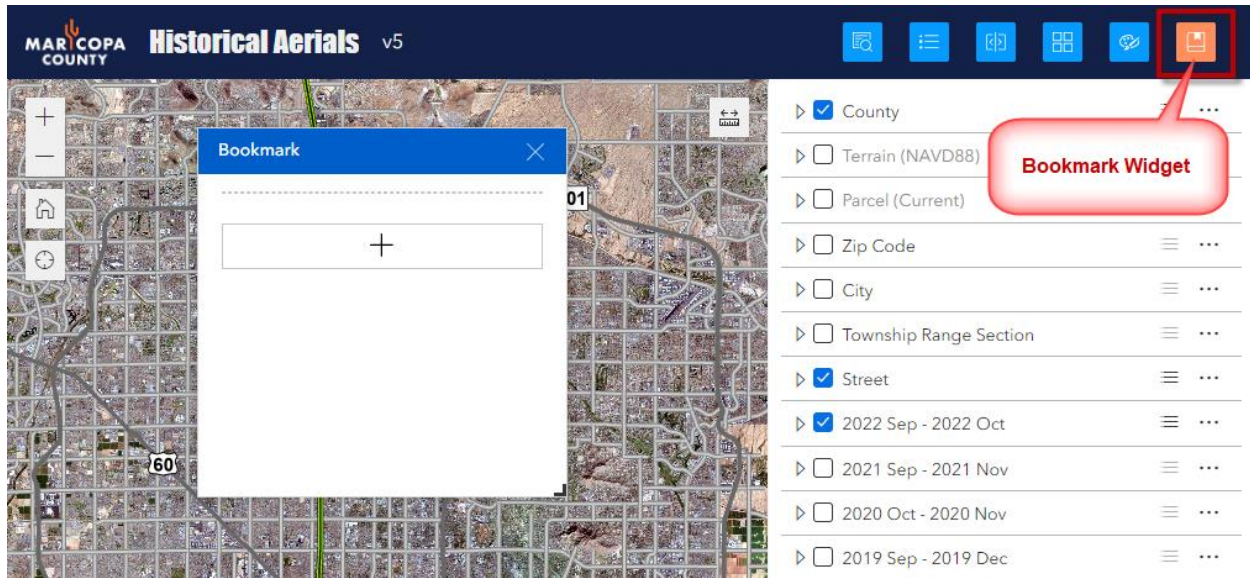 MARICOPA
COUNTY
Historical Aerials v5
Bookmark
01
60
County
Terrain (NAVD88)
Parcel (Current)
Bookmark Widget
Zip Code
City
Township Range Section
Street
2022 Sep - 2022 Oct
2021 Sep - 2021 Nov
2020 Oct - 2020 Nov
2019 Sep - 2019 Dec